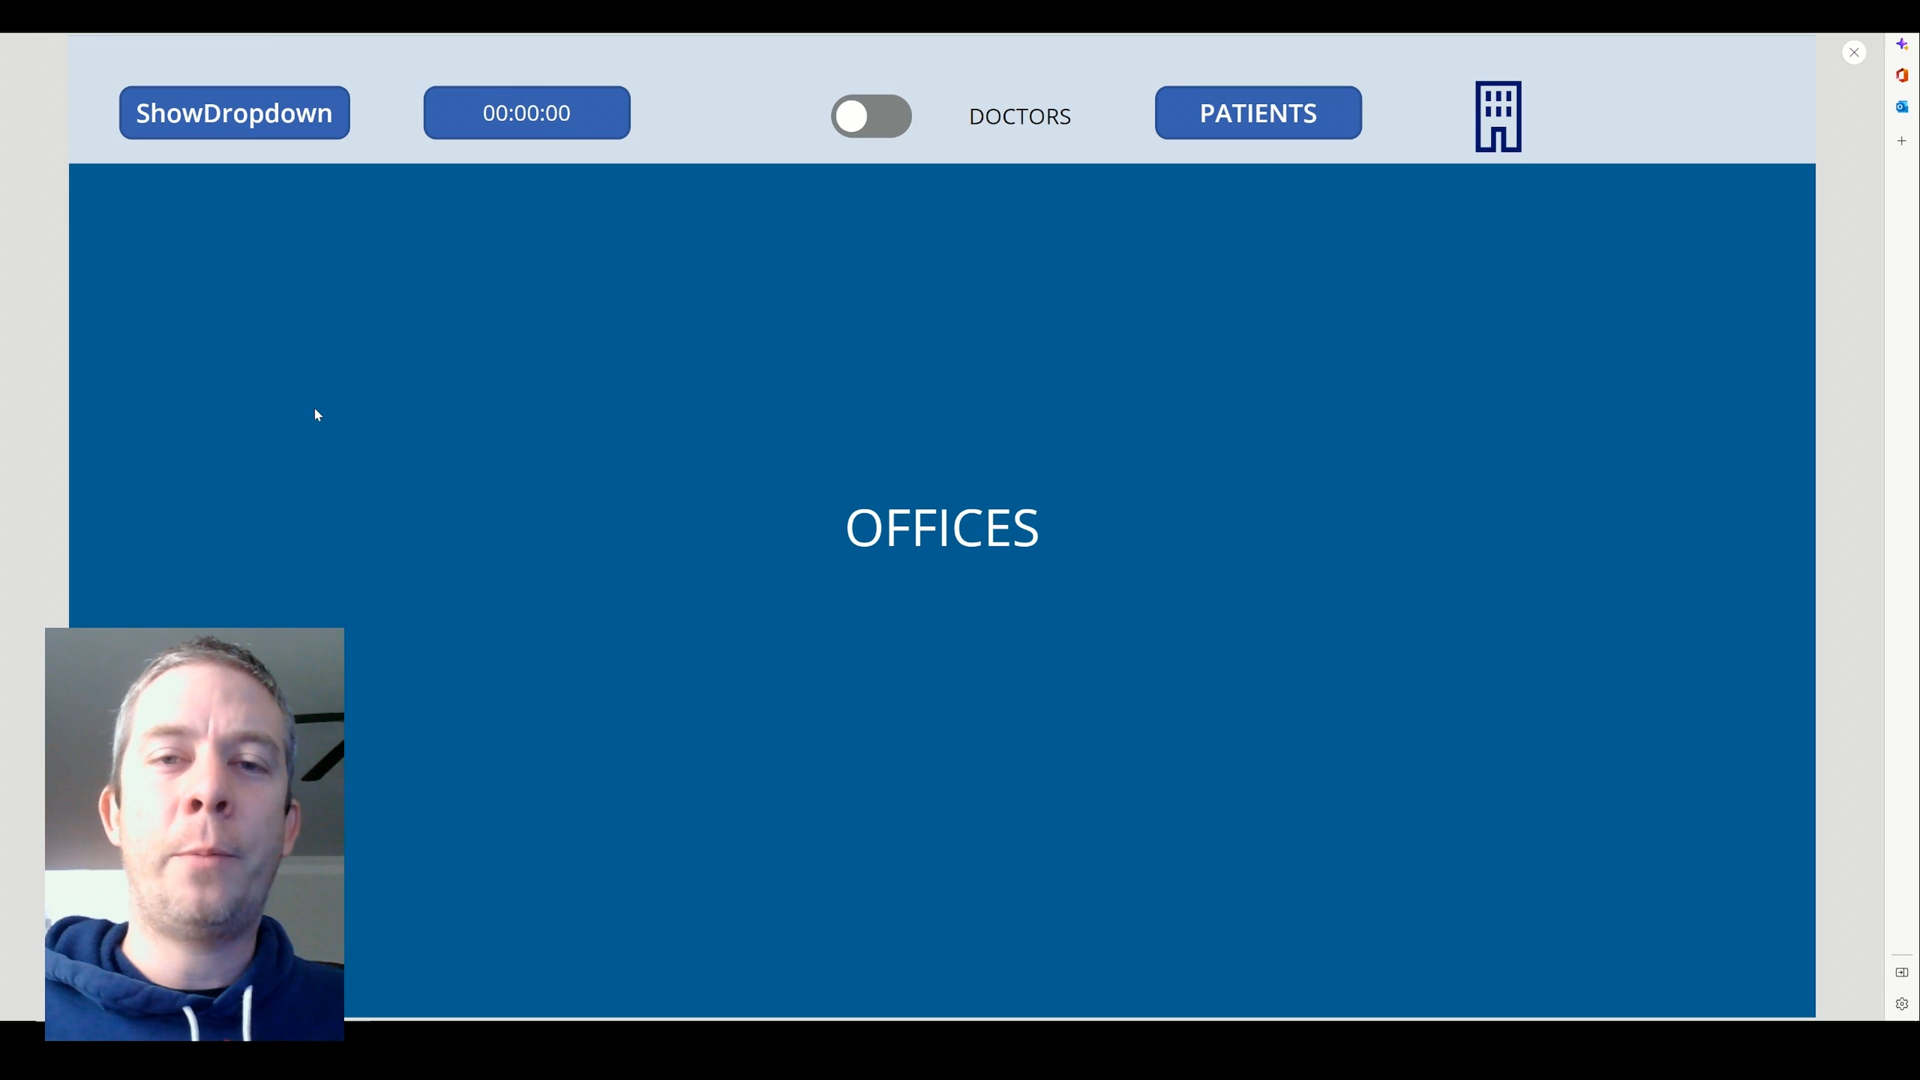 ShowDropdown
00:00:00
DOCTORS
PATIENTS
OFFICES